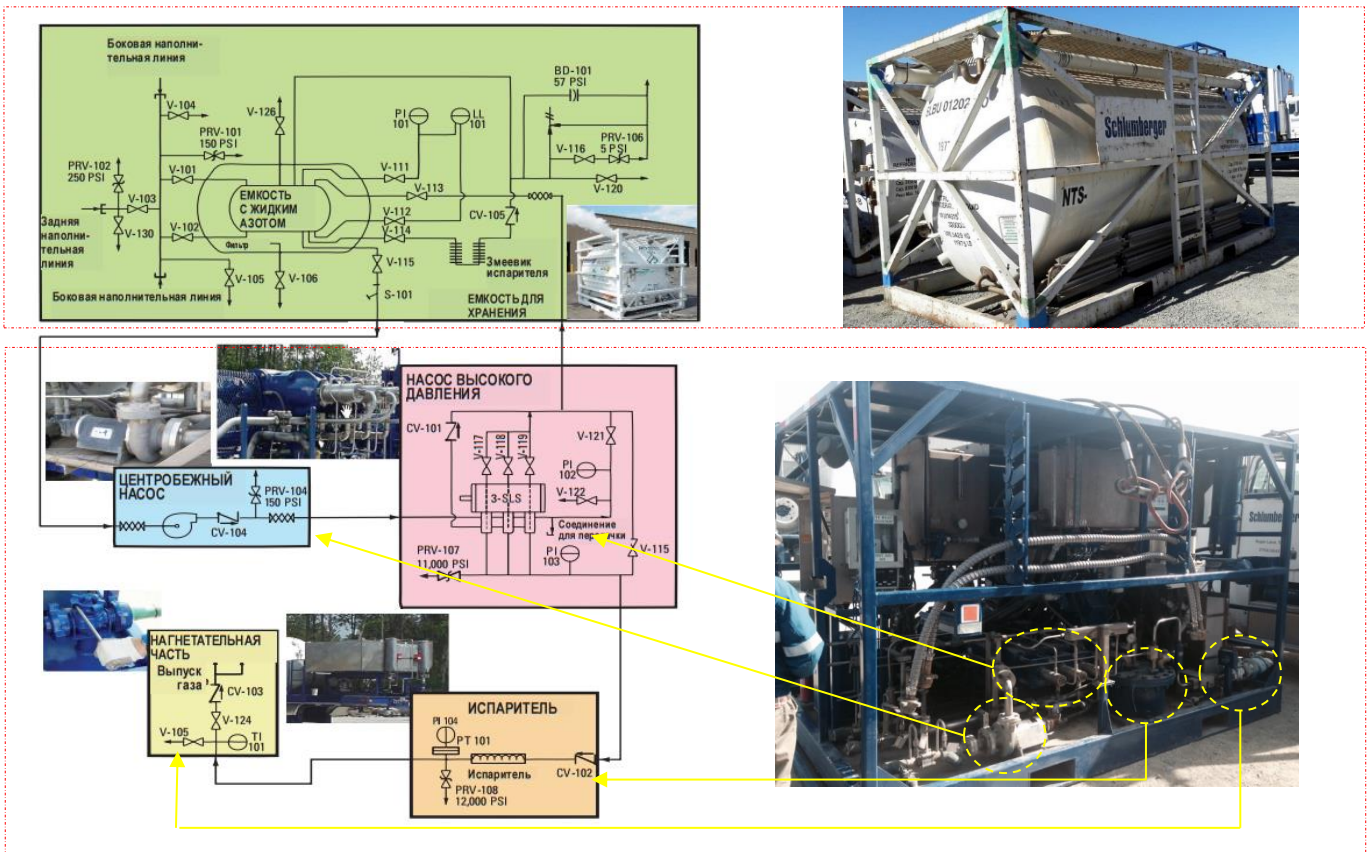 Боковая наполни-
тельная линия
V-104
V-126
PRV-101
150 PSI
PRV-102
250 PSI
V-101
V-103
Задняя
наполни-
тельная
линия
V-130
V-102
Фильтр
ЕМКОСТЬ
С ЖИДКИМ
АЗОТОМ
V-105
V-106
Боковая наполнительная линия
PI
101
LL
101
V-111
V-113
V-112
V-114
CV-105
V-115
S-101
Змеевик
испарителя
ЕМКОСТЬ ДЛЯ
ХРАНЕНИЯ
BD-101
57 PSI
V-116
PRV-106
5 PSI
V-120
SLBU
Schlumberger
NTS-
ЦЕНТРОБЕЖНЫЙ
НАСОС
PRV-104
150 PSI
CV-104
НАСОС ВЫСОКОГО
ДАВЛЕНИЯ
CV-101
V-117
V-118
V-119
V-121
PI
102
V-122
3-SLS
Соединение
для перекачки
PI
103
V-115
PRV-107
11,000 PSI
Schlumberger
НАГНЕТАТЕЛЬНАЯ
ЧАСТЬ
Выпуск
газа
CV-103
V-124
V-105
TI
101
ИСПАРИТЕЛЬ
PI 104
PT 101
Испаритель
CV-102
PRV-108
12,000 PSI